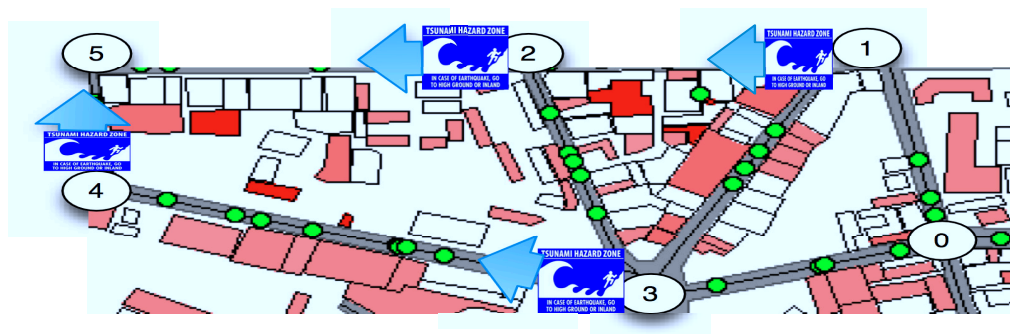 5
TSUNAMI HAZARD ZONE
IN CASE OF EARTHQUAKE, GO
TO HIGH GROUND OR INLAND
2
TSUNAMI HAZARD ZONE
IN CASE OF EARTHQUAKE, GO
TO HIGH GROUND OR INLAND
1
TSUNAMI HAZARD ZONE
IN CASE OF EARTHQUAKE, GO
TO HIGH GROUND OR INLAND
4
0
TSUNAMI HAZARD ZONE
IN CASE OF EARTHQUAKE, GO
TO HIGH GROUND OR INLAND
3